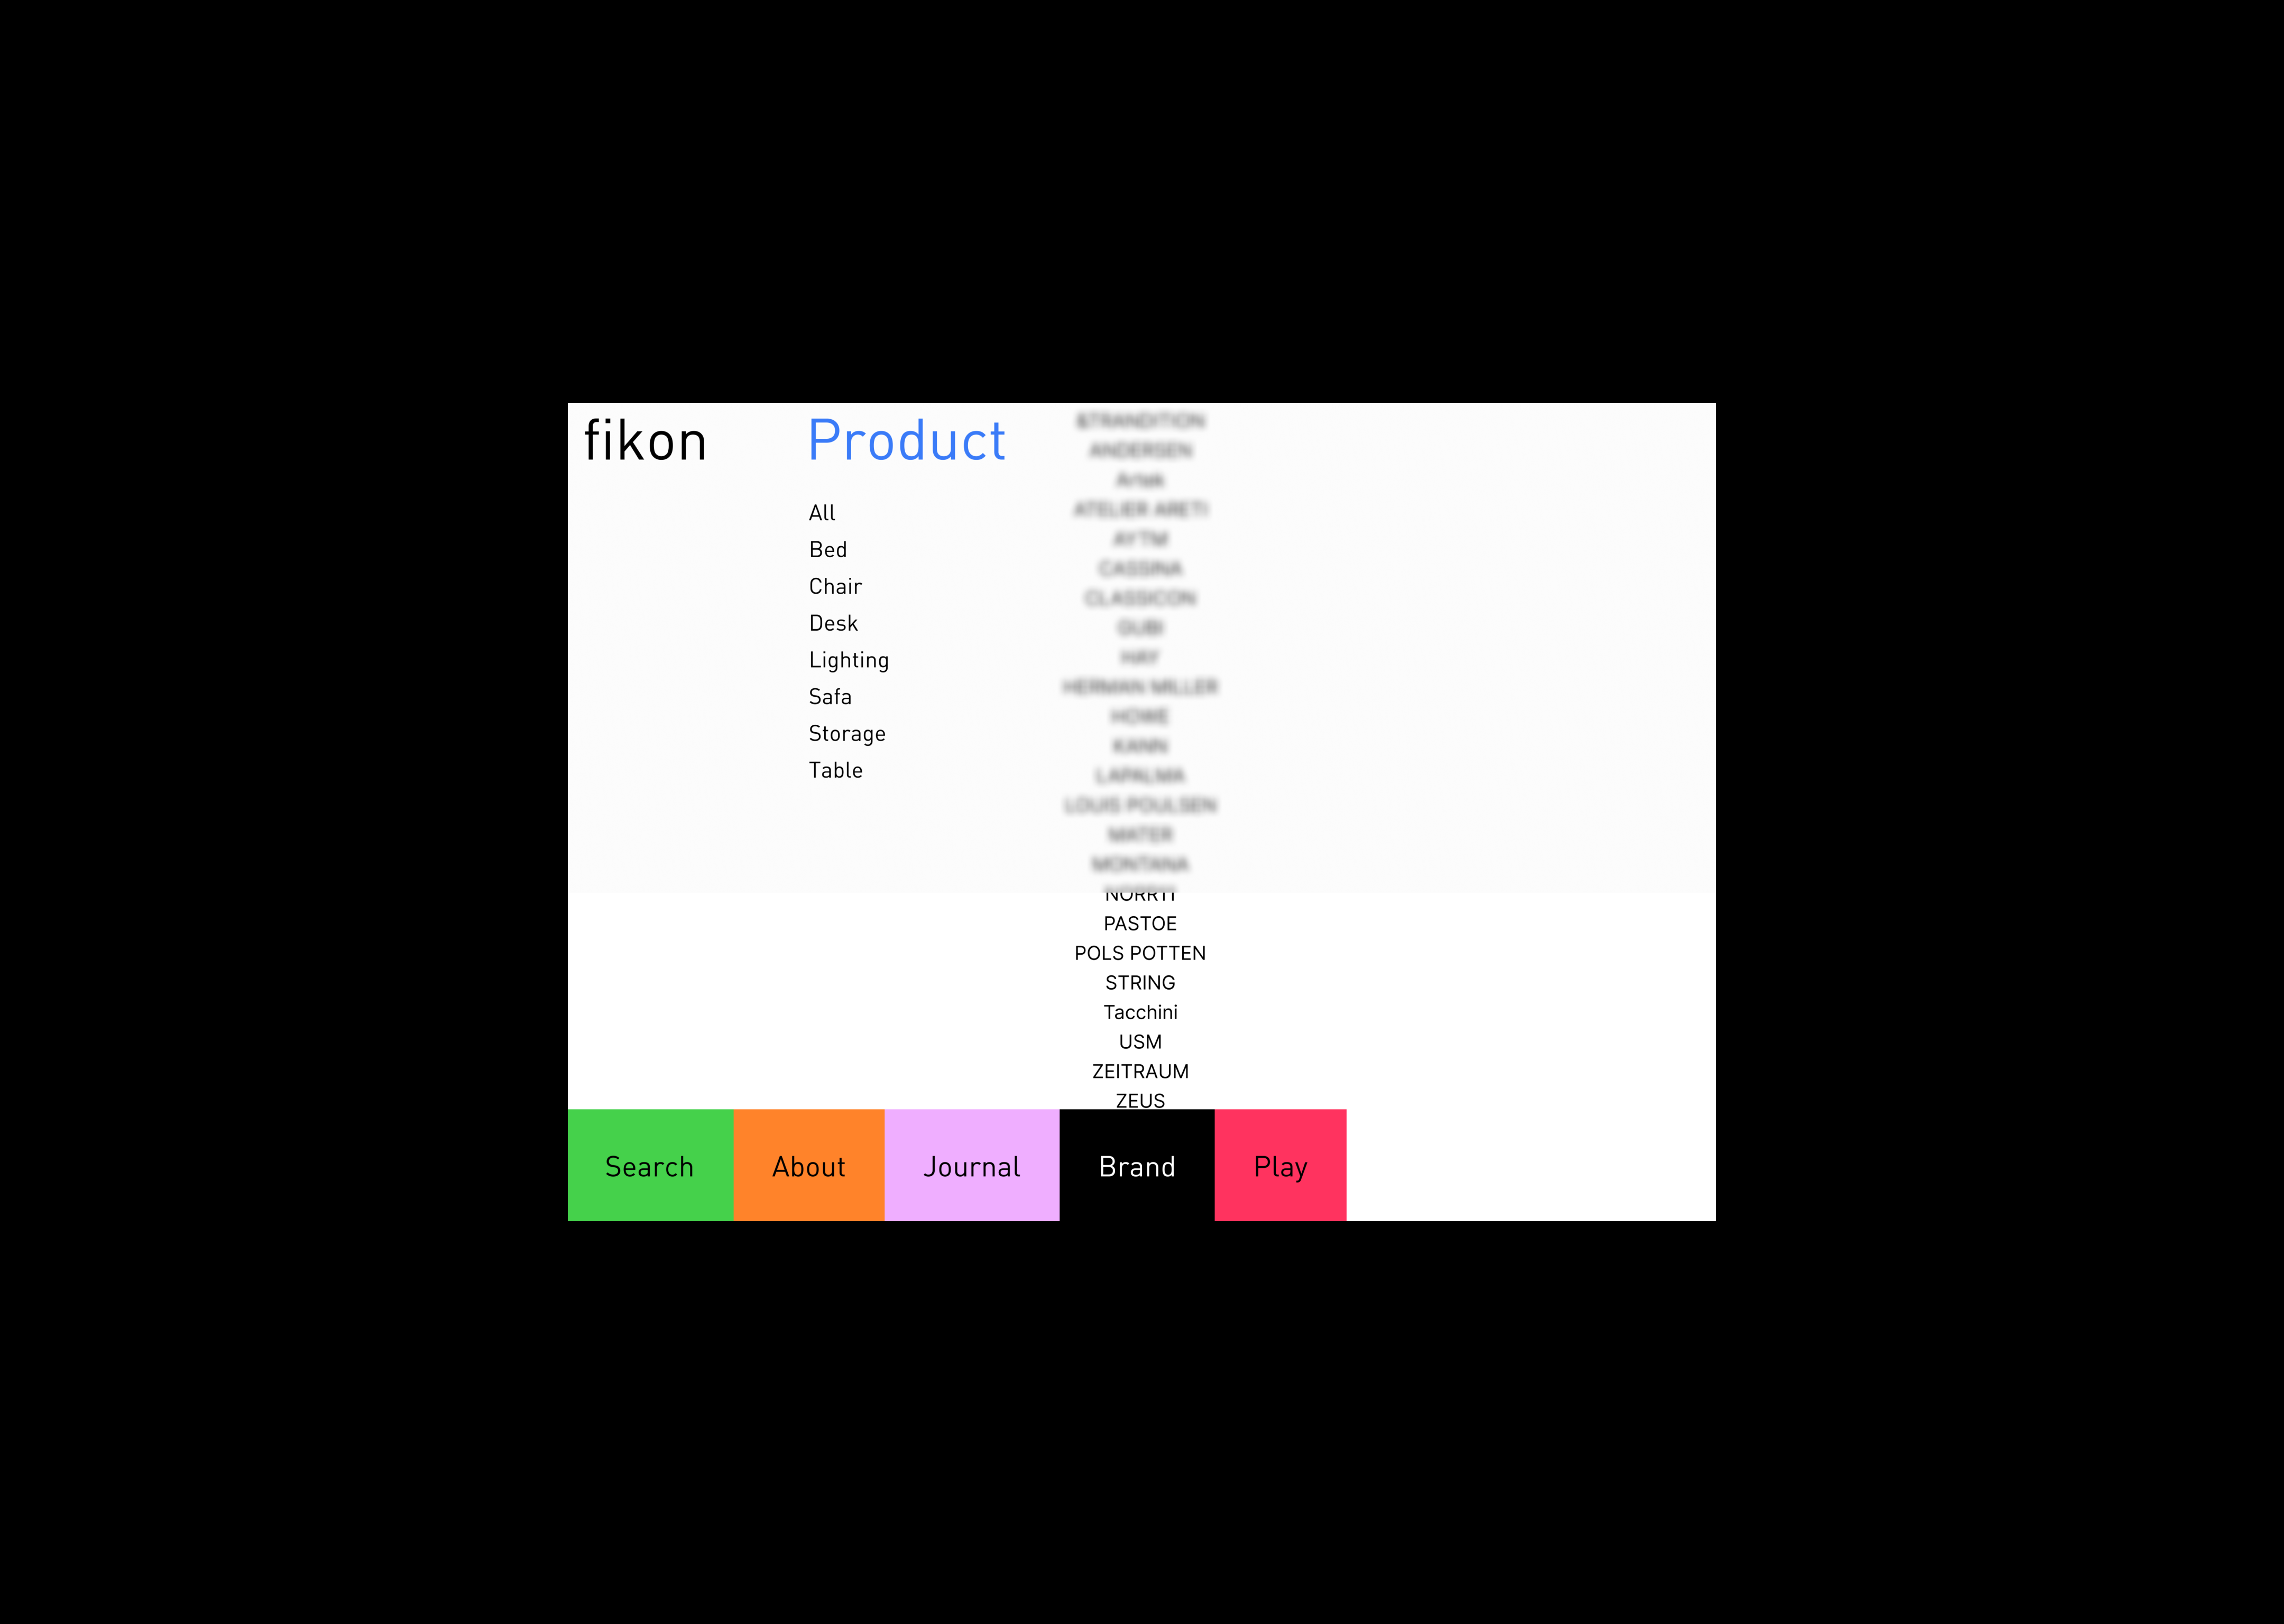 fikon
Product
All
Bed
Chair
Desk
Lighting
Safa
Storage
Table
&TRANDITION
ANDERSEN
Artek
ATELIER ARETI
AYTM
CASSINA
CLASSICON
GUBI
HAY
HERMAN MILLER
HOWE
KANN
LAPALMA
LOUIS POULSEN
MATER
MONTANA
PASTOE
POLS POTTEN
STRING
Tacchini
USM
ZEITRAUM
ZEUS
Search
About
Journal
Brand
Play